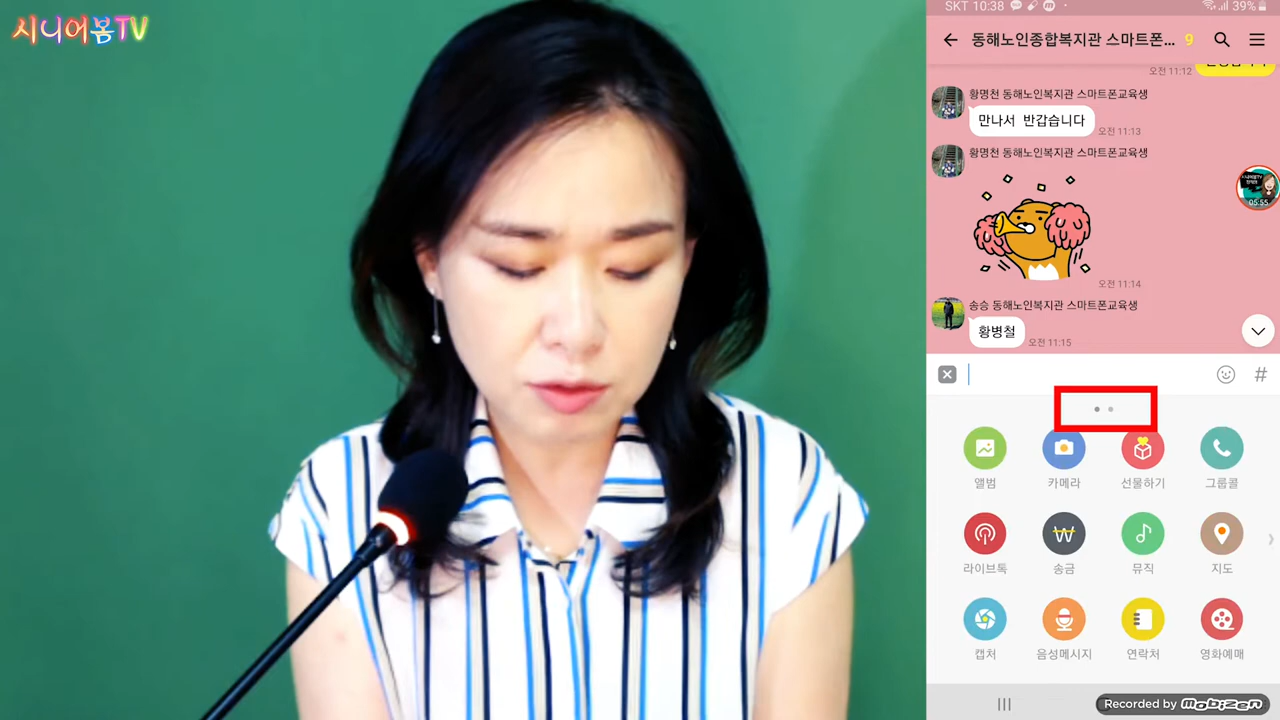 시니어봄TV
SKT 10:38
39%
동해노인종합복지관 스마트폰... 9
오전 11:12
황명천 동해노인복지관 스마트폰교육생
만나서 반갑습니다
오전 11:13
황명천 동해노인복지관 스마트폰교육생
05:55
오전 11:14
송승 동해노인복지관 스마트폰교육생
황병철
오전 11:15
#
앨범 카메라 선물하기 그룹콜
라이브톡 송금 뮤직 지도
캡처 음성메시지 연락처 영화예매
Recorded by mobizen